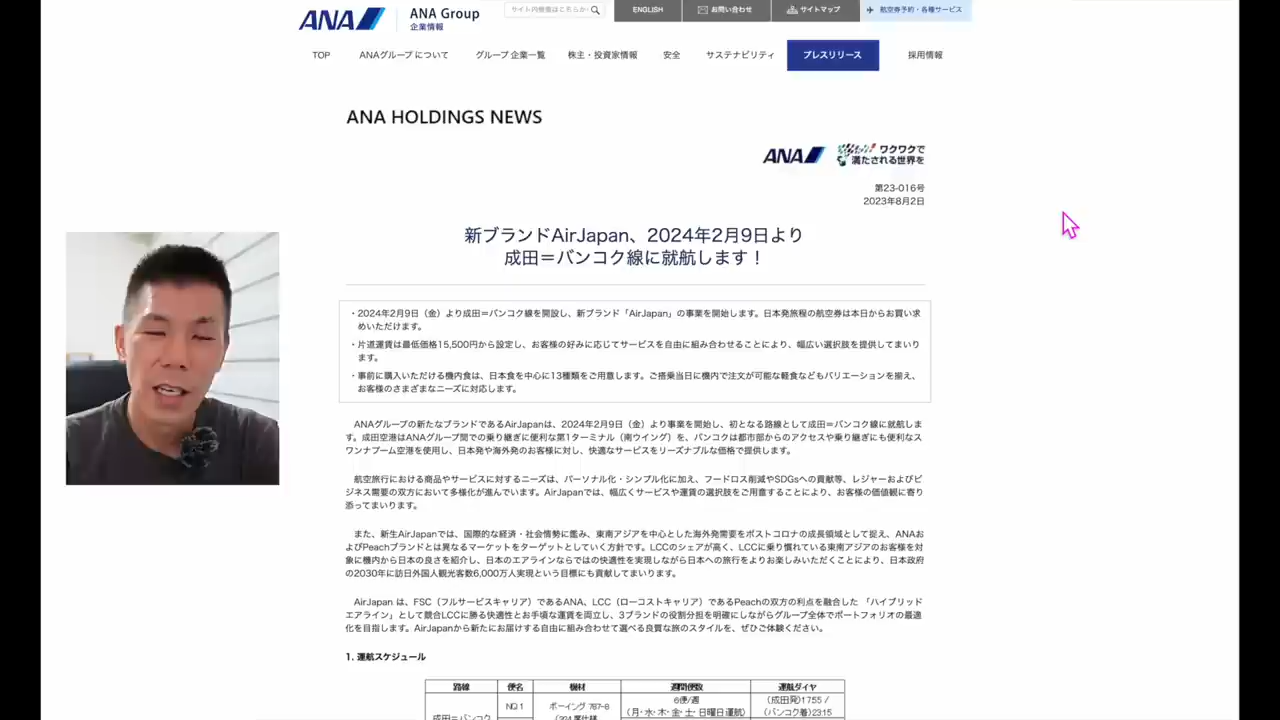 ANA
ANA Group
企業情報
サイト内検索はこちらから
ENGLISH
お問い合わせ
サイトマップ
航空券予約・各種サービス
TOP
ANAグループについて
グループ企業一覧
株主・投資家情報
安全
サステナビリティ
プレスリリース
採用情報
ANA HOLDINGS NEWS
ANA
ワクワクで
満たされる世界を
第23-016号
2023年8月2日
新ブランドAirJapan、2024年2月9日より
成田＝バンコク線に就航します！
・2024年2月9日（金）より成田＝バンコク線を開設し、新ブランド「AirJapan」の事業を開始します。日本発旅程の航空券は本日からお買い求
めいただけます。
・片道運賃は最低価格15,500円から設定し、お客様の好みに応じてサービスを自由に組み合わせることにより、幅広い選択肢を提供してまいり
ます。
・事前に購入いただける機内食は、日本食を中心に13種類をご用意します。ご搭乗当日に機内で注文が可能な軽食などもバリエーションを揃え、
お客様のさまざまなニーズに対応します。
ANAグループの新たなブランドであるAirJapanは、2024年2月9日（金）より事業を開始し、初となる路線として成田＝バンコク線に就航しま
す。成田空港はANAグループ間での乗り継ぎに便利な第1ターミナル（南ウイング）を、バンコクは都市部からのアクセスや乗り継ぎにも便利なス
ワンナプーム空港を使用し、日本発や海外発のお客様に対し、快適なサービスをリーズナブルな価格で提供します。
航空旅行における商品やサービスに対するニーズは、パーソナル化・シンプル化に加え、フードロス削減やSDGsへの貢献等、レジャーおよびビ
ジネス需要の双方において多様化が進んでいます。AirJapanでは、幅広くサービスや運賃の選択肢をご用意することにより、お客様の価値観に寄り
添ってまいります。
また、新生AirJapanでは、国際的な経済・社会情勢に鑑み、東南アジアを中心とした海外発需要をポストコロナの成長領域として捉え、ANAお
よびPeachブランドとは異なるマーケットをターゲットとしていく方針です。LCCのシェアが高く、LCCに乗り慣れている東南アジアのお客様を対
象に機内から日本の良さを紹介し、日本のエアラインならではの快適性を実現しながら日本への旅行をよりお楽しみいただくことにより、日本政府
の2030年に訪日外国人観光客数6,000万人実現という目標にも貢献してまいります。
AirJapan は、FSC（フルサービスキャリア）であるANA、LCC（ローコストキャリア）であるPeachの双方の利点を融合した 「ハイブリッド
エアライン」として競合LCCに勝る快適性とお手頃な運賃を両立し、3ブランドの役割分担を明確にしながらグループ全体でポートフォリオの最適
化を目指します。AirJapanから新たにお届けする自由に組み合わせて選べる良質な旅のスタイルを、ぜひご体験ください。
1. 運航スケジュール
路線 便名 機材 週間便数 運航ダイヤ
NQ 1 ボーイング 787-8 6便/週 (成田発)17:55 /
(月・水・木・金・土・日曜日運航) (バンコク着)23:15
成田＝バンコク